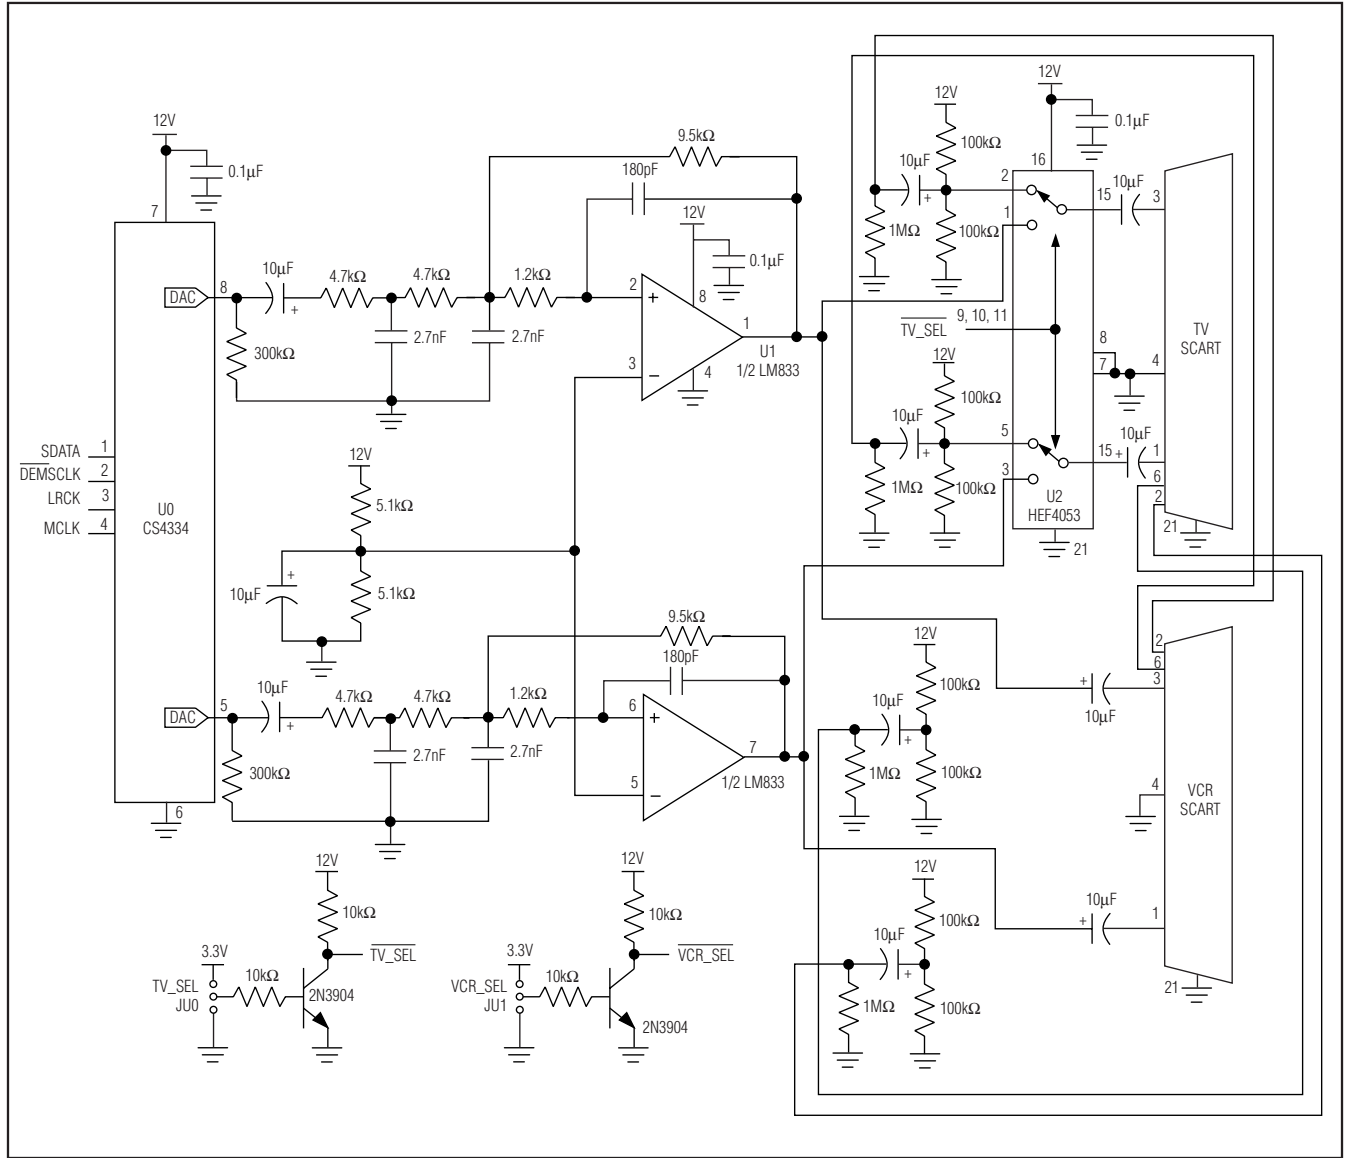 12V
0.1µF
7
U0
CS4334
DAC
8
10µF
+
4.7kΩ
4.7kΩ
1.2kΩ
300kΩ
2.7nF
2.7nF
9.5kΩ
180pF
12V
0.1µF
2
+
8
1
3
−
4
U1
1/2 LM833
SDATA 1
DEMSCLK 2
LRCK 3
MCLK 4
12V
5.1kΩ
5.1kΩ
+
10µF
DAC
5
10µF
+
4.7kΩ
4.7kΩ
1.2kΩ
300kΩ
2.7nF
2.7nF
9.5kΩ
180pF
6
+
7
5
−
1/2 LM833
6
12V
10kΩ
TV_SEL
3.3V
TV_SEL
JU0
10kΩ
2N3904
12V
10kΩ
VCR_SEL
3.3V
VCR_SEL
JU1
10kΩ
2N3904
12V
100kΩ
10µF
+
1MΩ
100kΩ
12V
0.1µF
16
2
1
15
10µF
3
TV_SEL
9, 10, 11
8
7
4
TV
SCART
12V
100kΩ
10µF
+
1MΩ
100kΩ
5
3
15
+
10µF
1
6
2
U2
HEF4053
21
21
12V
100kΩ
10µF
+
1MΩ
100kΩ
2
6
3
+
10µF
4
VCR
SCART
12V
100kΩ
10µF
+
1MΩ
100kΩ
10µF
+
1
21